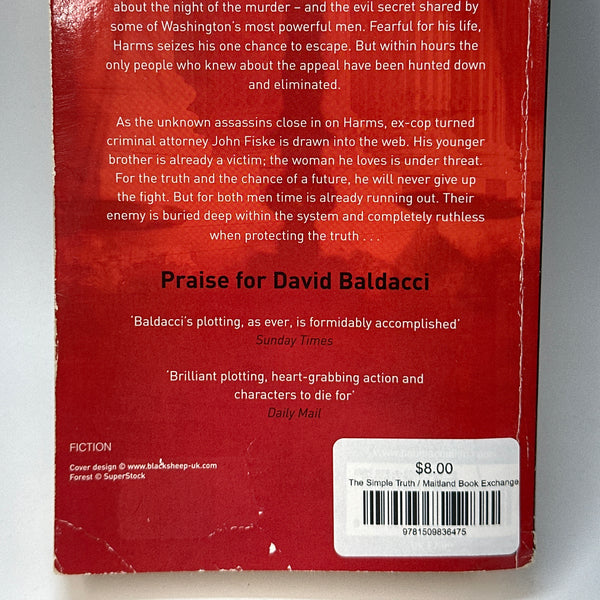 about the night of the murder – and the evil secret shared by
some of Washington's most powerful men. Fearful for his life,
Harms seizes his one chance to escape. But within hours the
only people who knew about the appeal have been hunted down
and eliminated.
As the unknown assassins close in on Harms, ex-cop turned
criminal attorney John Fiske is drawn into the web. His younger
brother is already a victim; the woman he loves is under threat.
For the truth and the chance of a future, he will never give up
the fight. But for both men time is already running out. Their
enemy is buried deep within the system and completely ruthless
when protecting the truth . . .
Praise for David Baldacci
'Baldacci's plotting, as ever, is formidably accomplished'
Sunday Times
'Brilliant plotting, heart-grabbing action and
characters to die for'
Daily Mail
FICTION
Cover design © www.blacksheep-uk.com
Forest © SuperStock
$8.00
The Simple Truth / Maitland Book Exchange
9781509836475